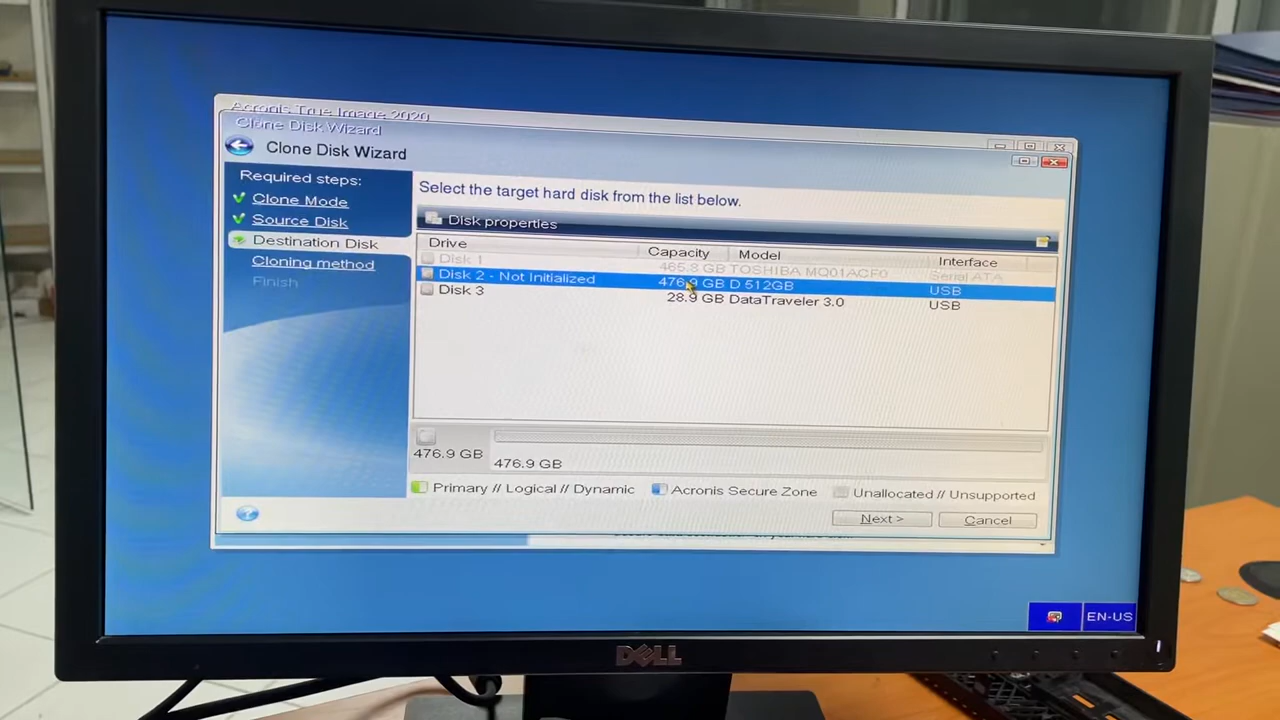 Acronis True Image 2020
Clone Disk Wizard
Clone Disk Wizard
Required steps:
Clone Mode
Source Disk
Destination Disk
Cloning method
Finish
Select the target hard disk from the list below.
Disk properties
Drive Capacity Model Interface
Disk 1 465.8 GB TOSHIBA MQ01ACF0 Serial ATA
Disk 2 - Not Initialized 476.9 GB D 512GB USB
Disk 3 28.9 GB DataTraveler 3.0 USB
476.9 GB 476.9 GB
Primary // Logical // Dynamic Acronis Secure Zone Unallocated // Unsupported
Next > Cancel
EN-US
DELL